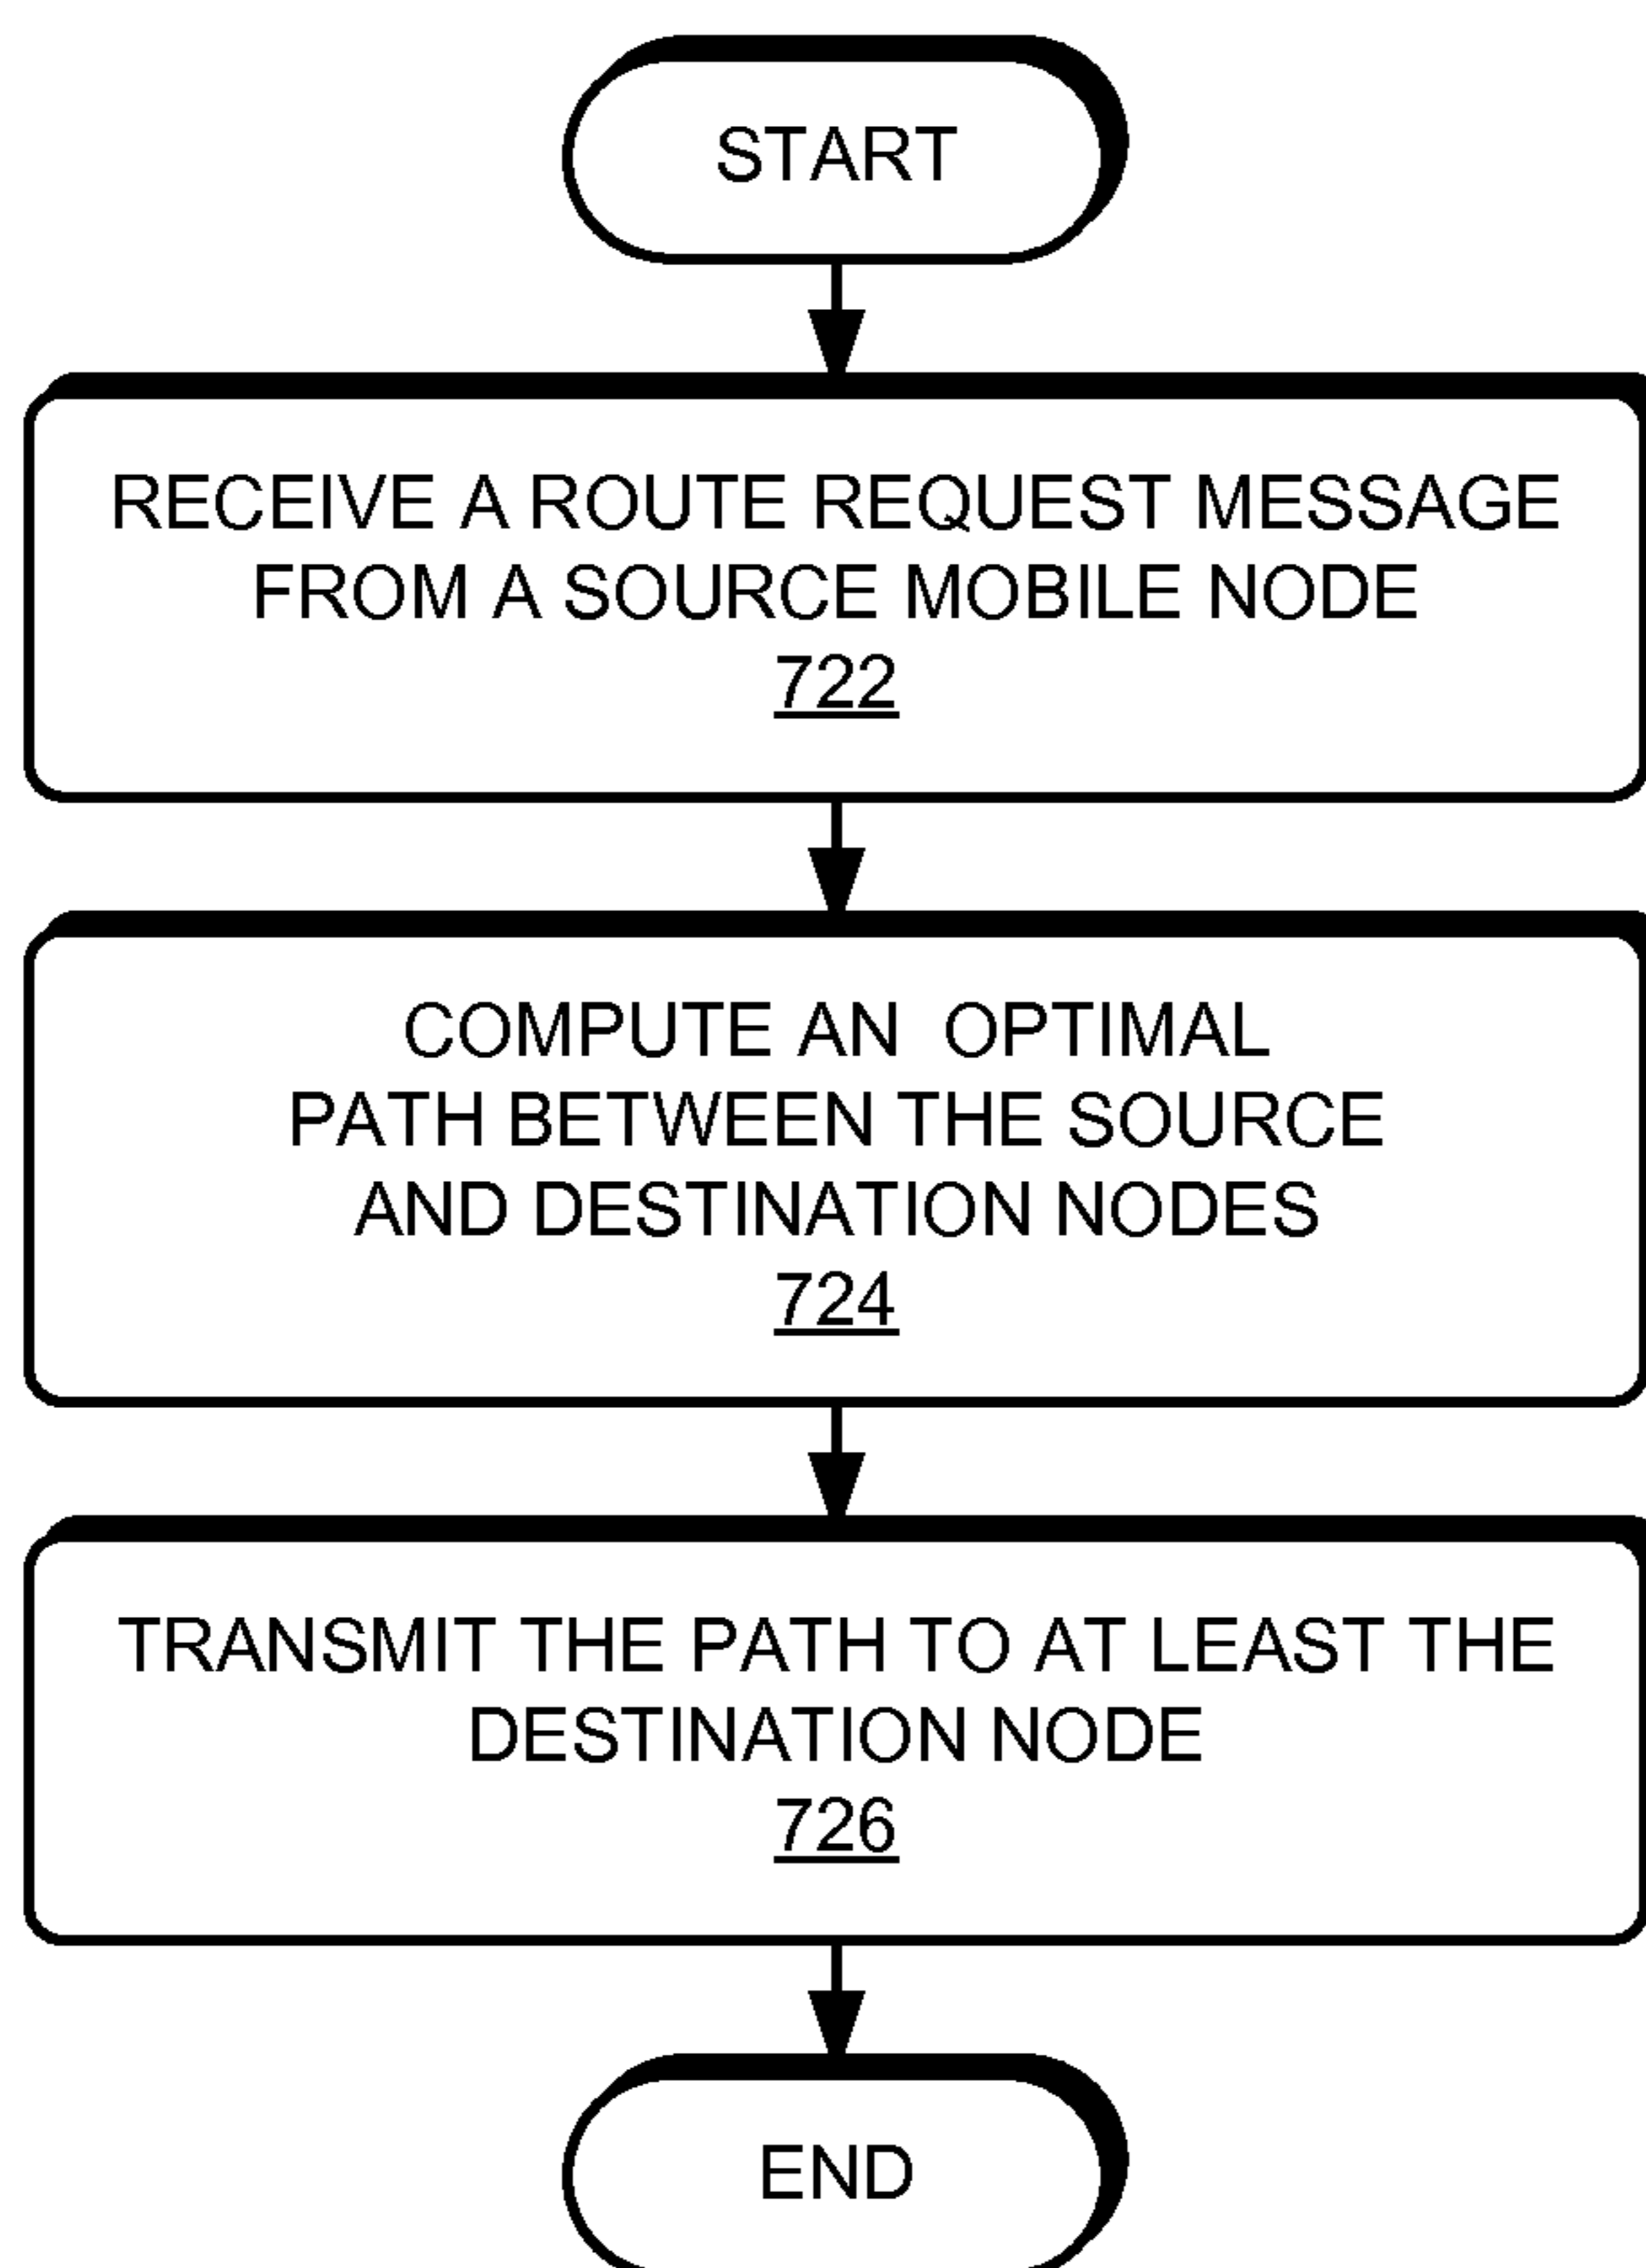 START
RECEIVE A ROUTE REQUEST MESSAGE
FROM A SOURCE MOBILE NODE
722
COMPUTE AN OPTIMAL
PATH BETWEEN THE SOURCE
AND DESTINATION NODES
724
TRANSMIT THE PATH TO AT LEAST THE
DESTINATION NODE
726
END